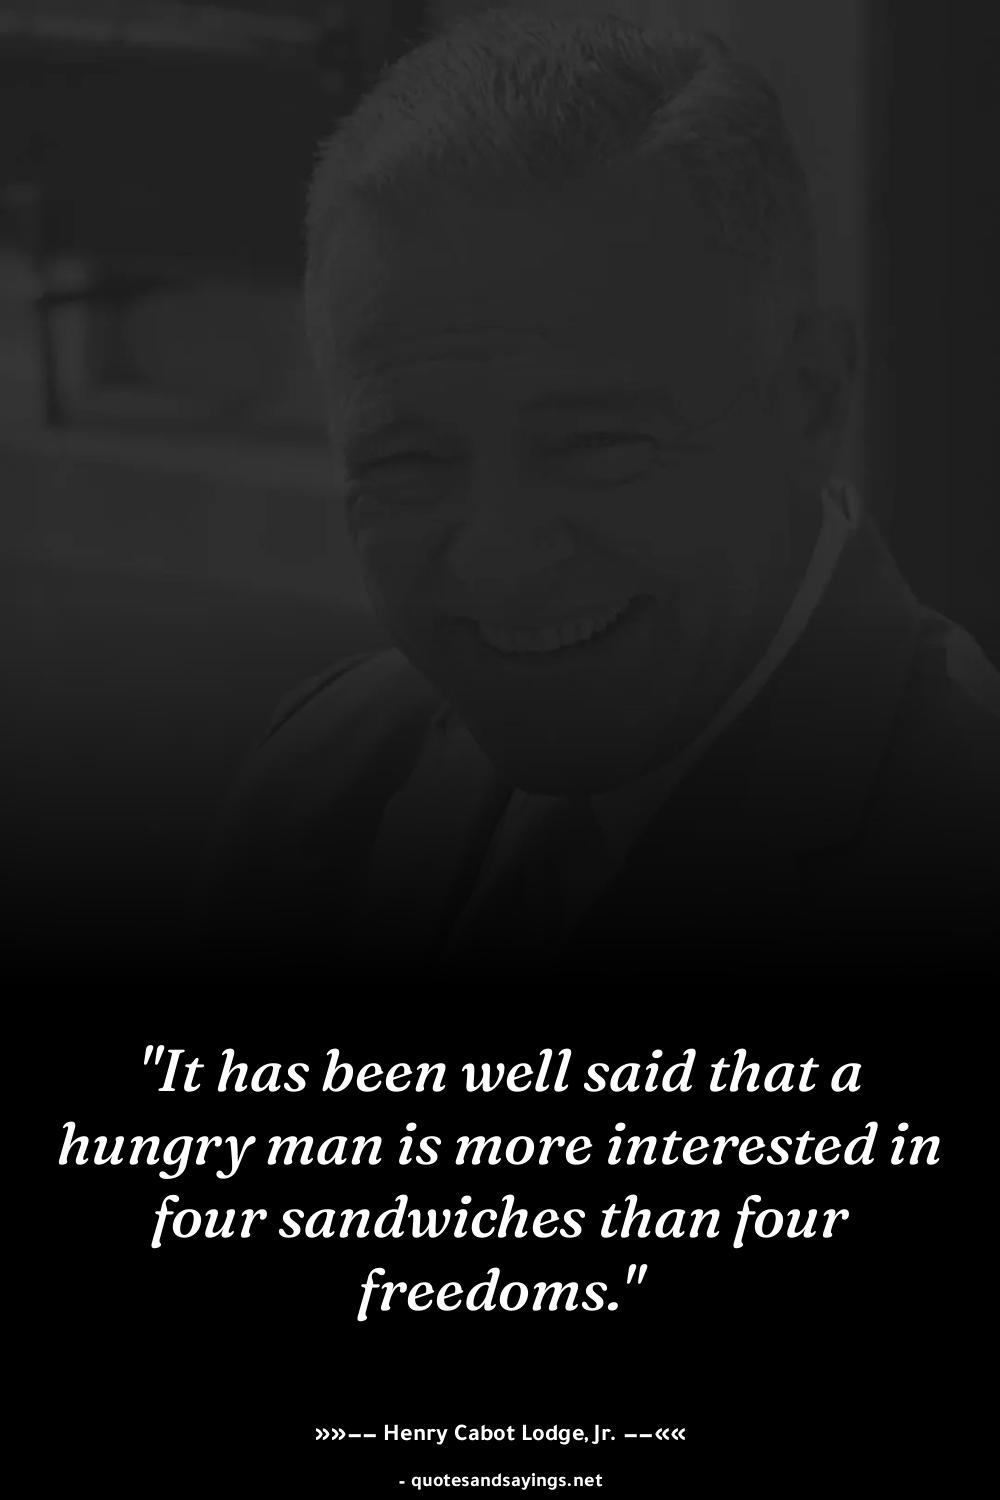 "It has been well said that a
hungry man is more interested in
four sandwiches than four
freedoms."
»»−− Henry Cabot Lodge, Jr. −−««
- quotesandsayings.net